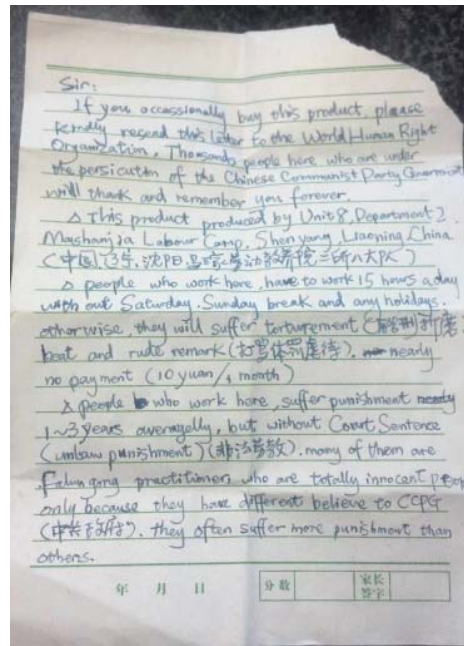 Sir:
If you occassionally buy this product, please
kindly resend this letter to the World Human Right
Organization. Thousands people here who are under
the persicution of the Chinese Communist Party Government
will thank and remember you forever.
△ This product produced by Unit 8, Department 2
Mashanjia Labour Camp, Shenyang, Liaoning, China.
(中国,辽宁,沈阳,马三家劳动教养院二所八大队)
△ people who work here, have to work 15 hours a day
with out Saturday, Sunday break and any holidays.
otherwise, they will suffer torturement (
beat and rude remark (打骂体罚虐待). nearly
no payment (10 yuan/1 month)
△ people who work here, suffer punishment
1~3 years averagelly, but without Court Sentence
(unlaw punishment) (非法劳教). many of them are
Falun gong practitioner, who are totally innocent people
only because they have different believe to CCPG
(中共政府). they often suffer more punishment than
others.
年 月 日
分数
家长
签字